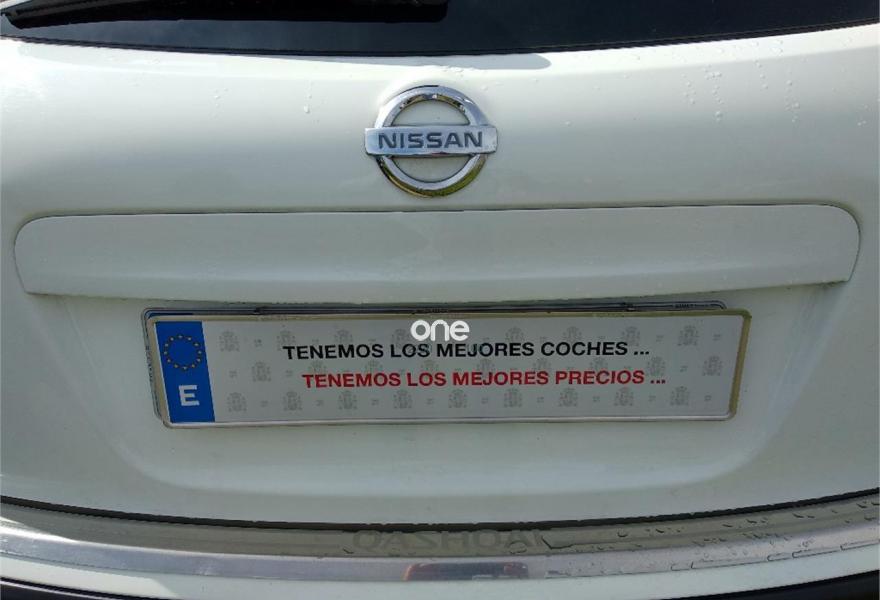 NISSAN
one
TENEMOS LOS MEJORES COCHES ...
E
TENEMOS LOS MEJORES PRECIOS ...
QASHQAI